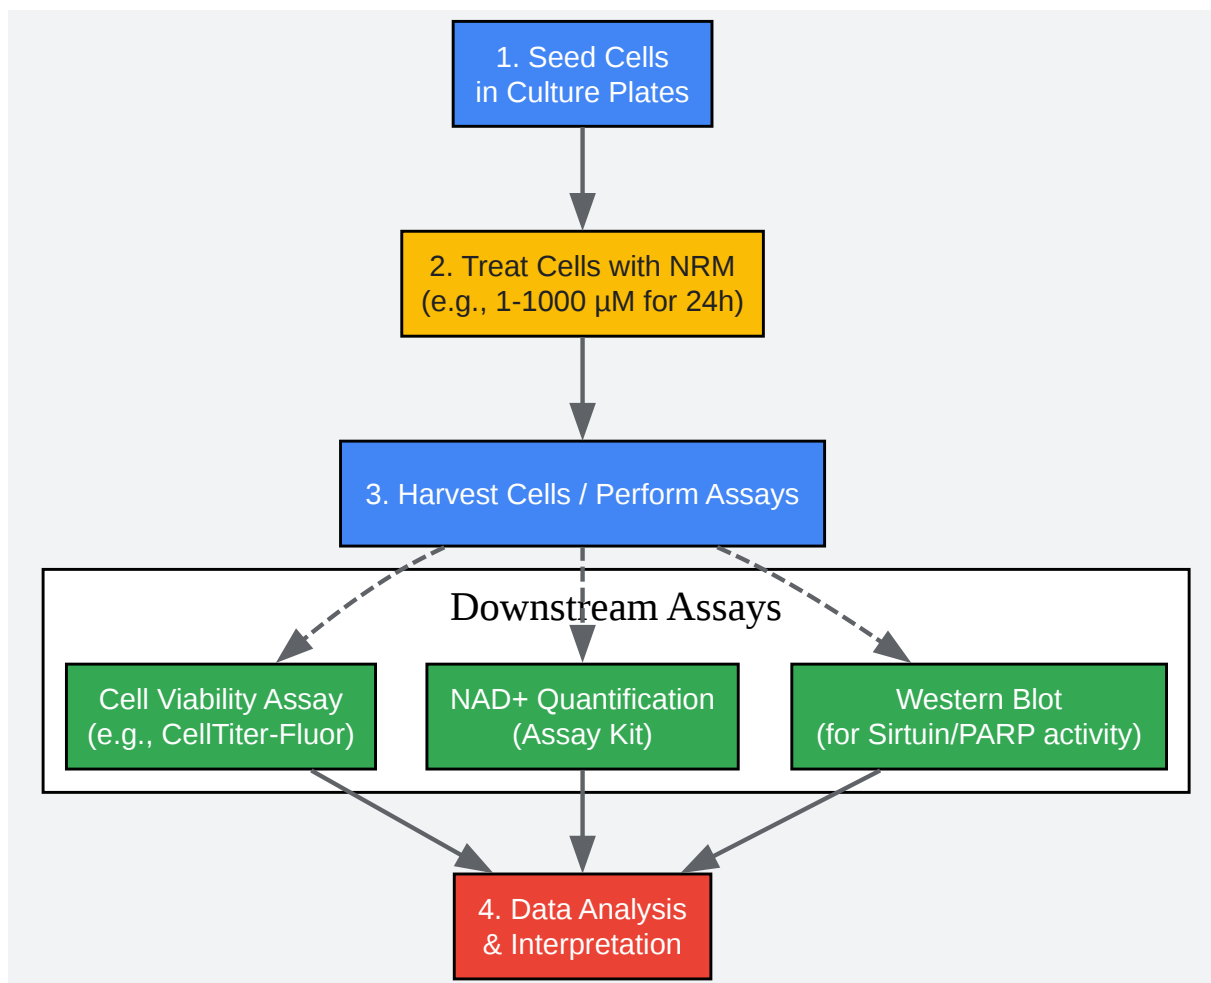 1. Seed Cells
in Culture Plates
2. Treat Cells with NRM
(e.g., 1-1000 µM for 24h)
3. Harvest Cells / Perform Assays
Downstream Assays
Cell Viability Assay
(e.g., CellTiter-Fluor)
NAD+ Quantification
(Assay Kit)
Western Blot
(for Sirtuin/PARP activity)
4. Data Analysis
& Interpretation